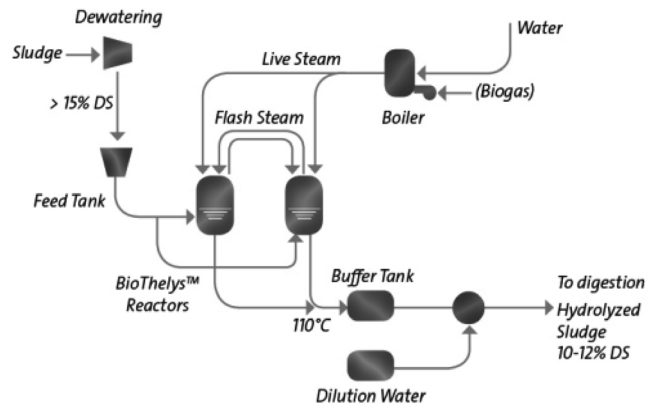 Dewatering
Sludge
Water
Live Steam
> 15% DS
(Biogas)
Flash Steam
Boiler
Feed Tank
BioThelys™
Reactors
Buffer Tank
110°C
To digestion
Hydrolyzed
Sludge
10-12% DS
Dilution Water